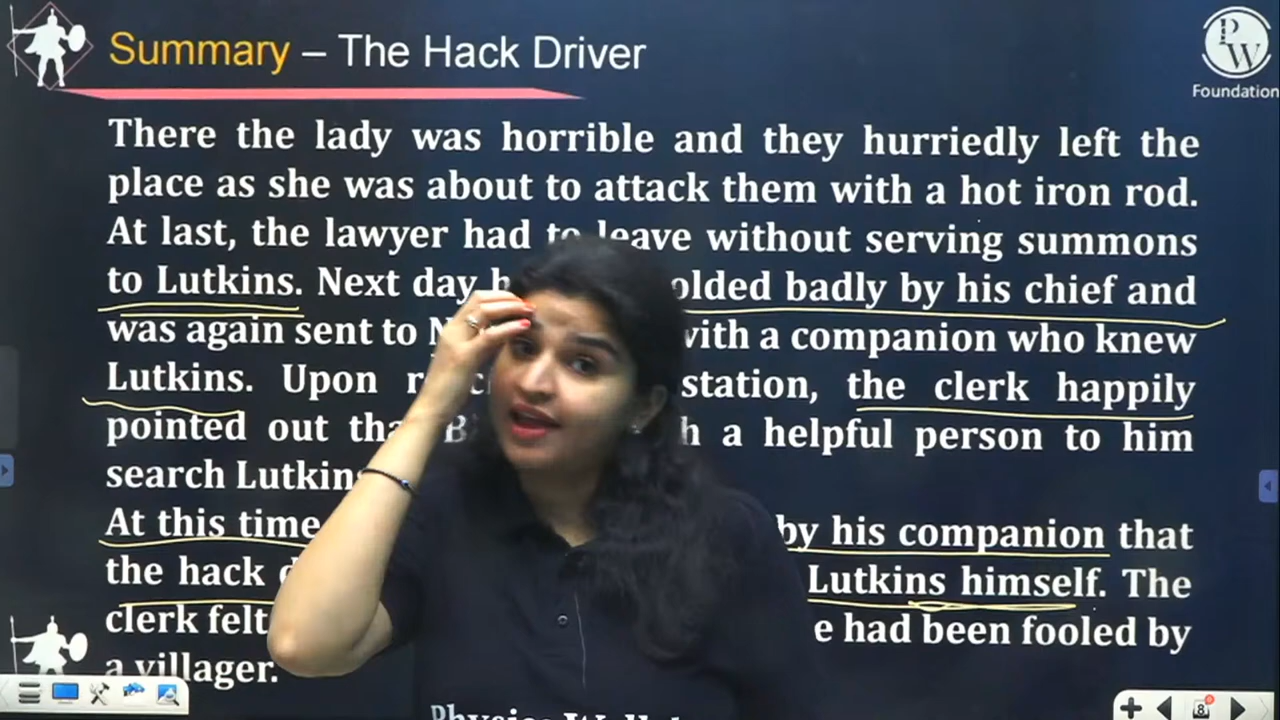 Summary – The Hack Driver
PW
Foundation
There the lady was horrible and they hurriedly left the
place as she was about to attack them with a hot iron rod.
At last, the lawyer had to leave without serving summons
to Lutkins. Next day olded badly by his chief and
was again sent to with a companion who knew
Lutkins. Upon station, the clerk happily
pointed out a helpful person to him
search Lutkins
At this time by his companion that
the hack Lutkins himself. The
clerk felt e had been fooled by
a villager.
8